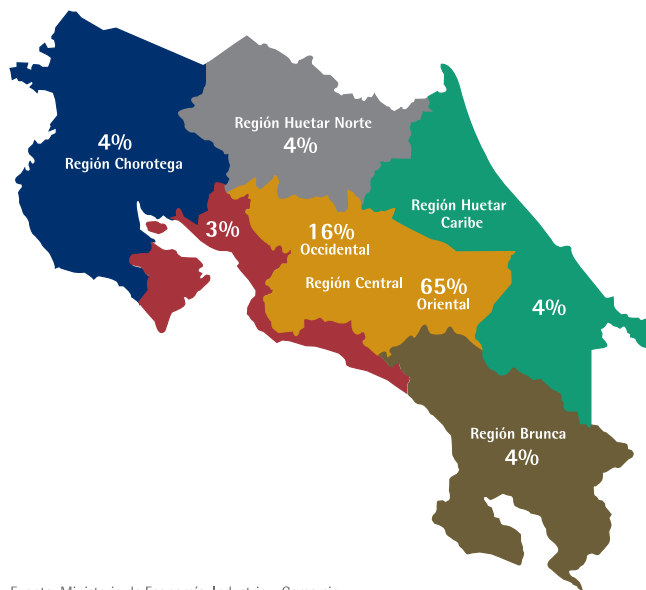 Región Huetar Norte
4%
4%
Región Chorotega
Región Huetar
Caribe
3%
16%
Occidental
Región Central
65%
Oriental
4%
Región Brunca
4%